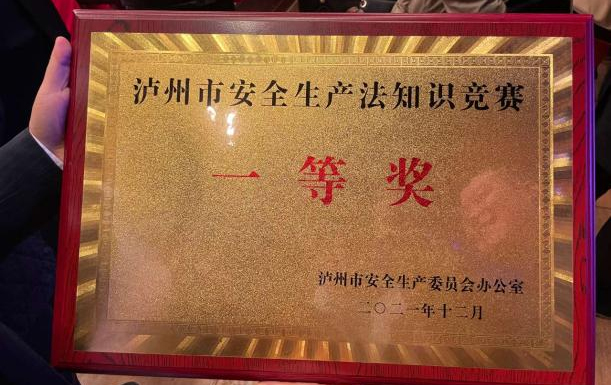 泸州市安全生产法知识竞赛
一等奖
泸州市安全生产委员会办公室
二〇二一年十二月